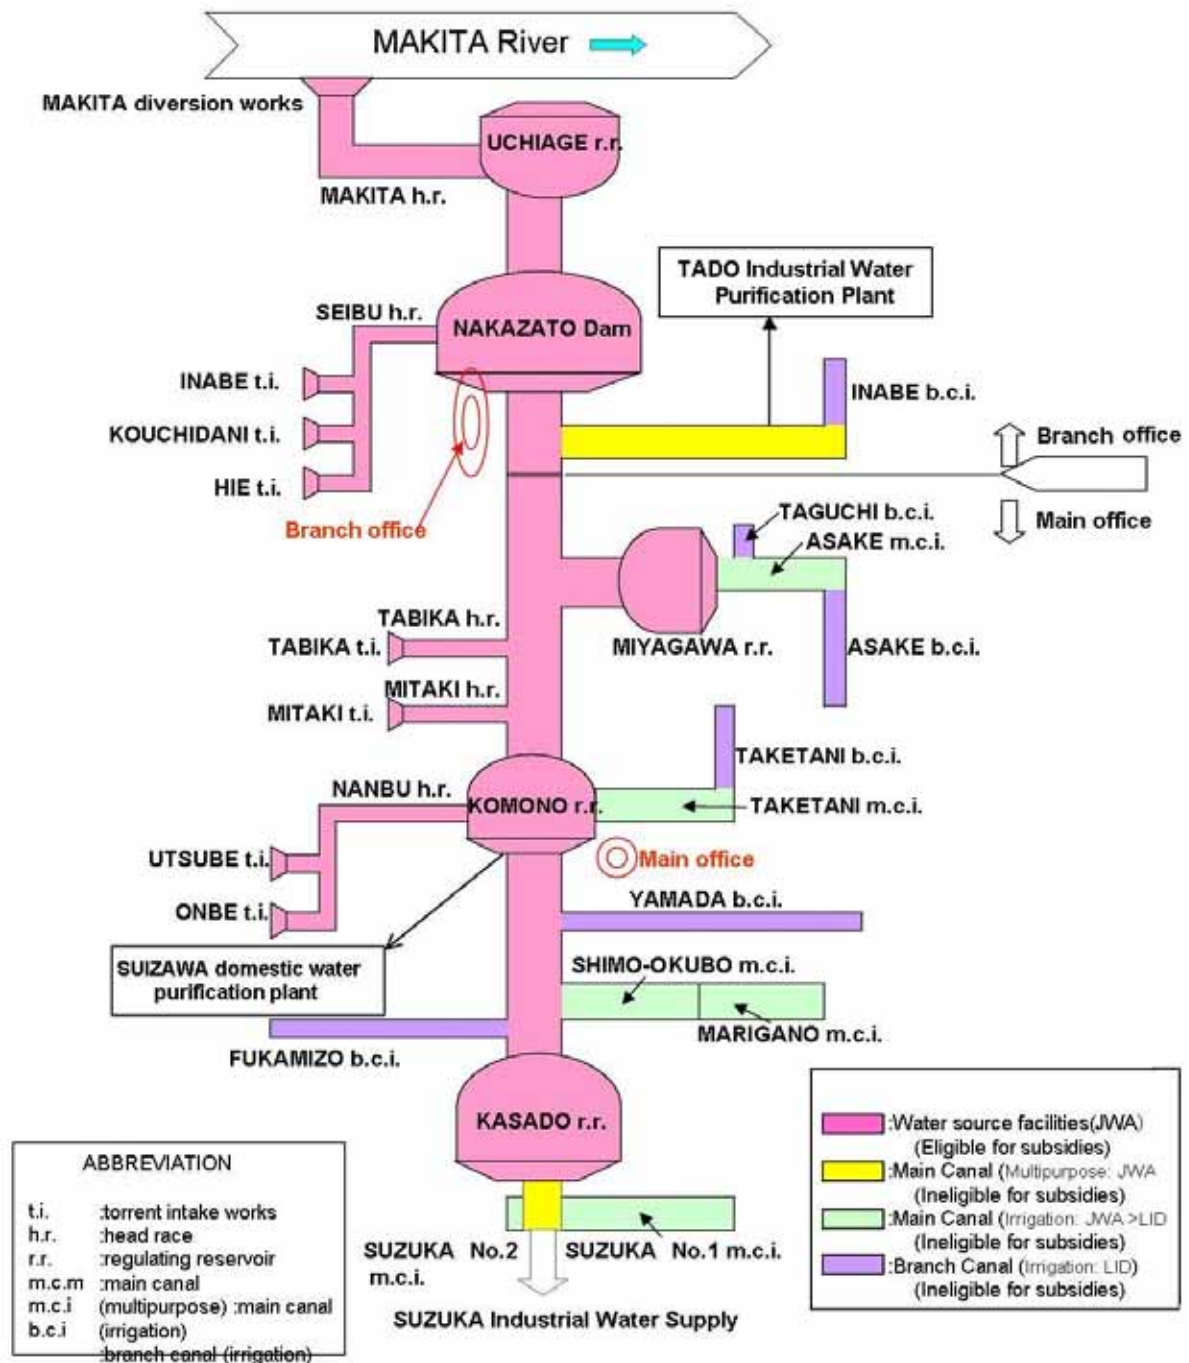 MAKITA River
MAKITA diversion works
UCHIAGE r.r.
MAKITA h.r.
TADO Industrial Water
Purification Plant
SEIBU h.r.
NAKAZATO Dam
INABE t.i.
INABE b.c.i.
KOUCHIDANI t.i.
Branch office
HIE t.i.
Branch office
TAGUCHI b.c.i.
Main office
ASAKE m.c.i.
TABIKA h.r.
TABIKA t.i.
MIYAGAWA r.r.
ASAKE b.c.i.
MITAKI h.r.
MITAKI t.i.
TAKETANI b.c.i.
NANBU h.r.
KOMONO r.r.
TAKETANI m.c.i.
UTSUBE t.i.
Main office
YAMADA b.c.i.
ONBE t.i.
SUIZAWA domestic water
purification plant
SHIMO-OKUBO m.c.i.
MARIGANO m.c.i.
FUKAMIZO b.c.i.
KASADO r.r.
SUZUKA No.2
m.c.i.
SUZUKA No.1 m.c.i.
SUZUKA Industrial Water Supply
:Water source facilities(JWA)
(Eligible for subsidies)
:Main Canal (Multipurpose: JWA
(Ineligible for subsidies)
:Main Canal (Irrigation: JWA >LID
(Ineligible for subsidies)
:Branch Canal (Irrigation: LID)
(Ineligible for subsidies)
ABBREVIATION
t.i. :torrent intake works
h.r. :head race
r.r. :regulating reservoir
m.c.m :main canal
m.c.i (multipurpose) :main canal
b.c.i (irrigation)
:branch canal (irrigation)